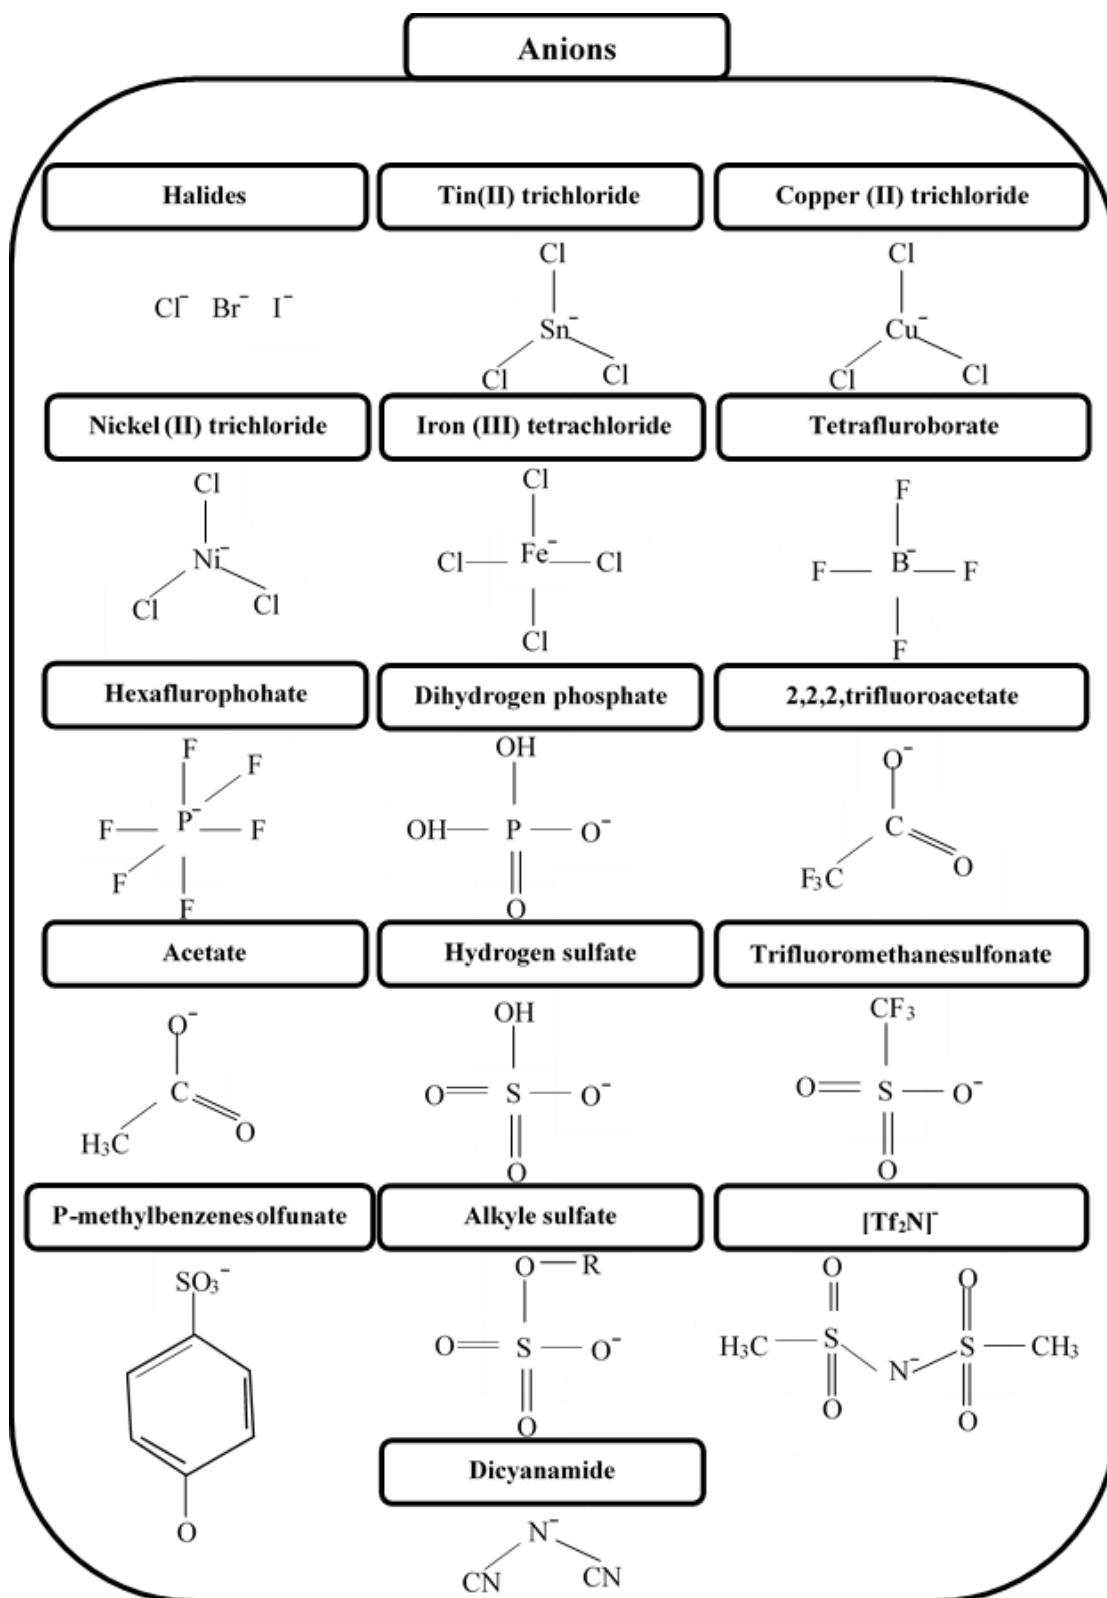 Anions
Halides
Tin(II) trichloride
Copper (II) trichloride
Cl⁻ Br⁻ I⁻
Cl
Sn⁻
Cl
Cl
Cl
Cu⁻
Cl
Cl
Nickel (II) trichloride
Iron (III) tetrachloride
Tetrafluroborate
Cl
Ni⁻
Cl
Cl
Cl
Cl
Fe⁻
Cl
Cl
F
F
B⁻
F
F
Hexaflurophohate
Dihydrogen phosphate
2,2,2,trifluoroacetate
F
F
F
P⁻
F
F
F
OH
OH
P
O⁻
O
O⁻
C
F₃C
O
Acetate
Hydrogen sulfate
Trifluoromethanesulfonate
O⁻
C
H₃C
O
OH
O
S
O⁻
O
CF₃
O
S
O⁻
O
P-methylbenzenesolfunate
Alkyle sulfate
[Tf₂N]⁻
SO₃⁻
O
O
R
O
S
O⁻
O
O
O
H₃C
S
N⁻
S
CH₃
O
O
Dicyanamide
N⁻
CN
CN